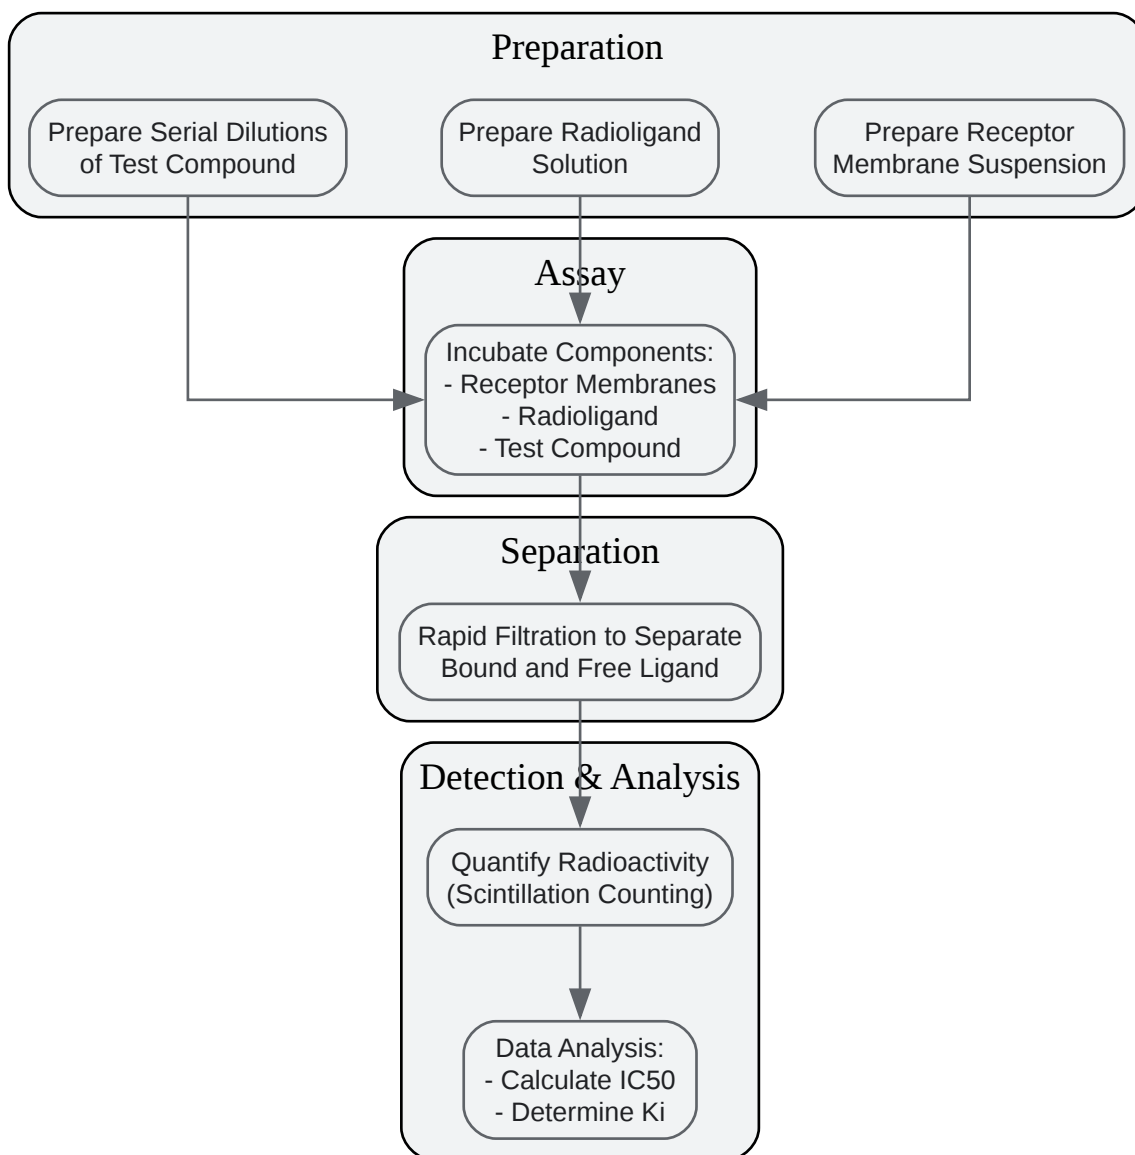 Preparation
Prepare Serial Dilutions
of Test Compound
Prepare Radioligand
Solution
Prepare Receptor
Membrane Suspension
Assay
Incubate Components:
- Receptor Membranes
- Radioligand
- Test Compound
Separation
Rapid Filtration to Separate
Bound and Free Ligand
Detection & Analysis
Quantify Radioactivity
(Scintillation Counting)
Data Analysis:
- Calculate IC50
- Determine Ki